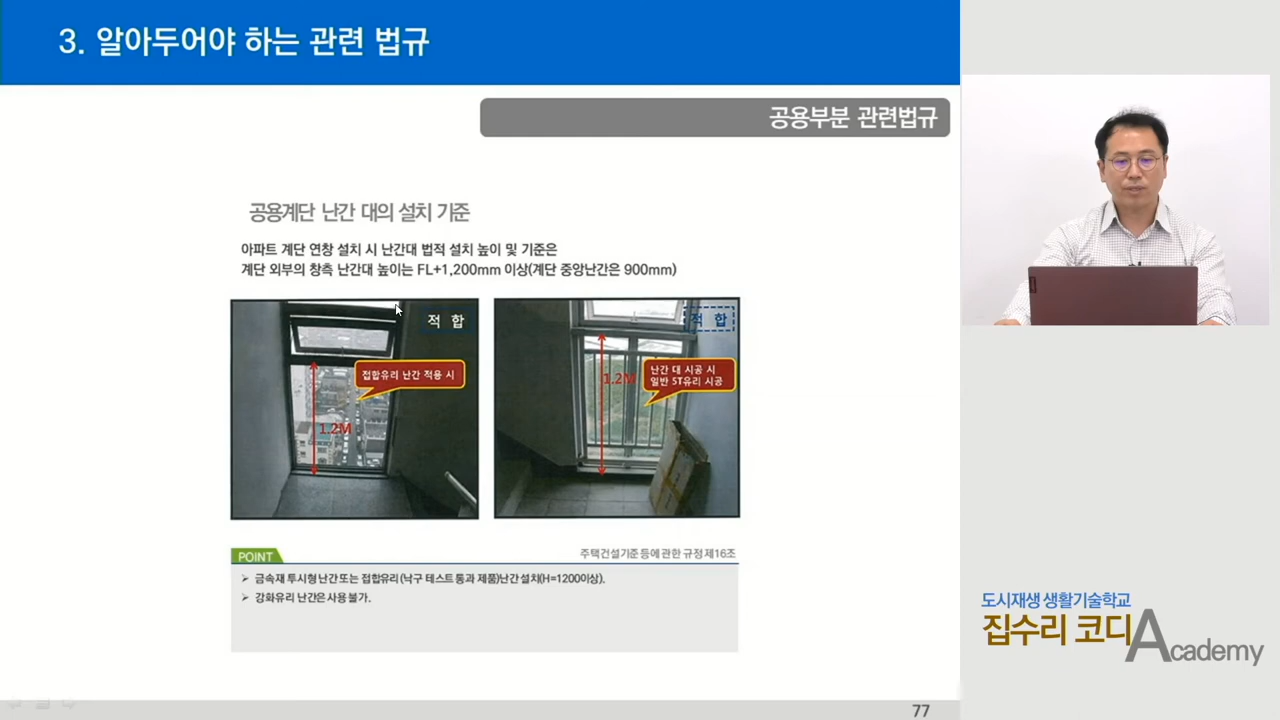 3. 알아두어야 하는 관련 법규
공용부분 관련법규
공용계단 난간 대의 설치 기준
아파트 계단 연창 설치 시 난간대 법적 설치 높이 및 기준은
계단 외부의 창측 난간대 높이는 FL+1,200mm 이상(계단 중앙난간은 900mm)
적 합
접합유리 난간 적용 시
1.2M
적 합
난간 대 시공 시
일반 5T유리 시공
1.2M
POINT
주택건설기준 등에 관한 규정 제16조
➢ 금속재 투시형 난간 또는 접합유리(낙구 테스트 통과 제품)난간 설치(H=1200이상).
➢ 강화유리 난간은 사용 불가.
77
도시재생 생활기술학교
집수리 코디 Academy